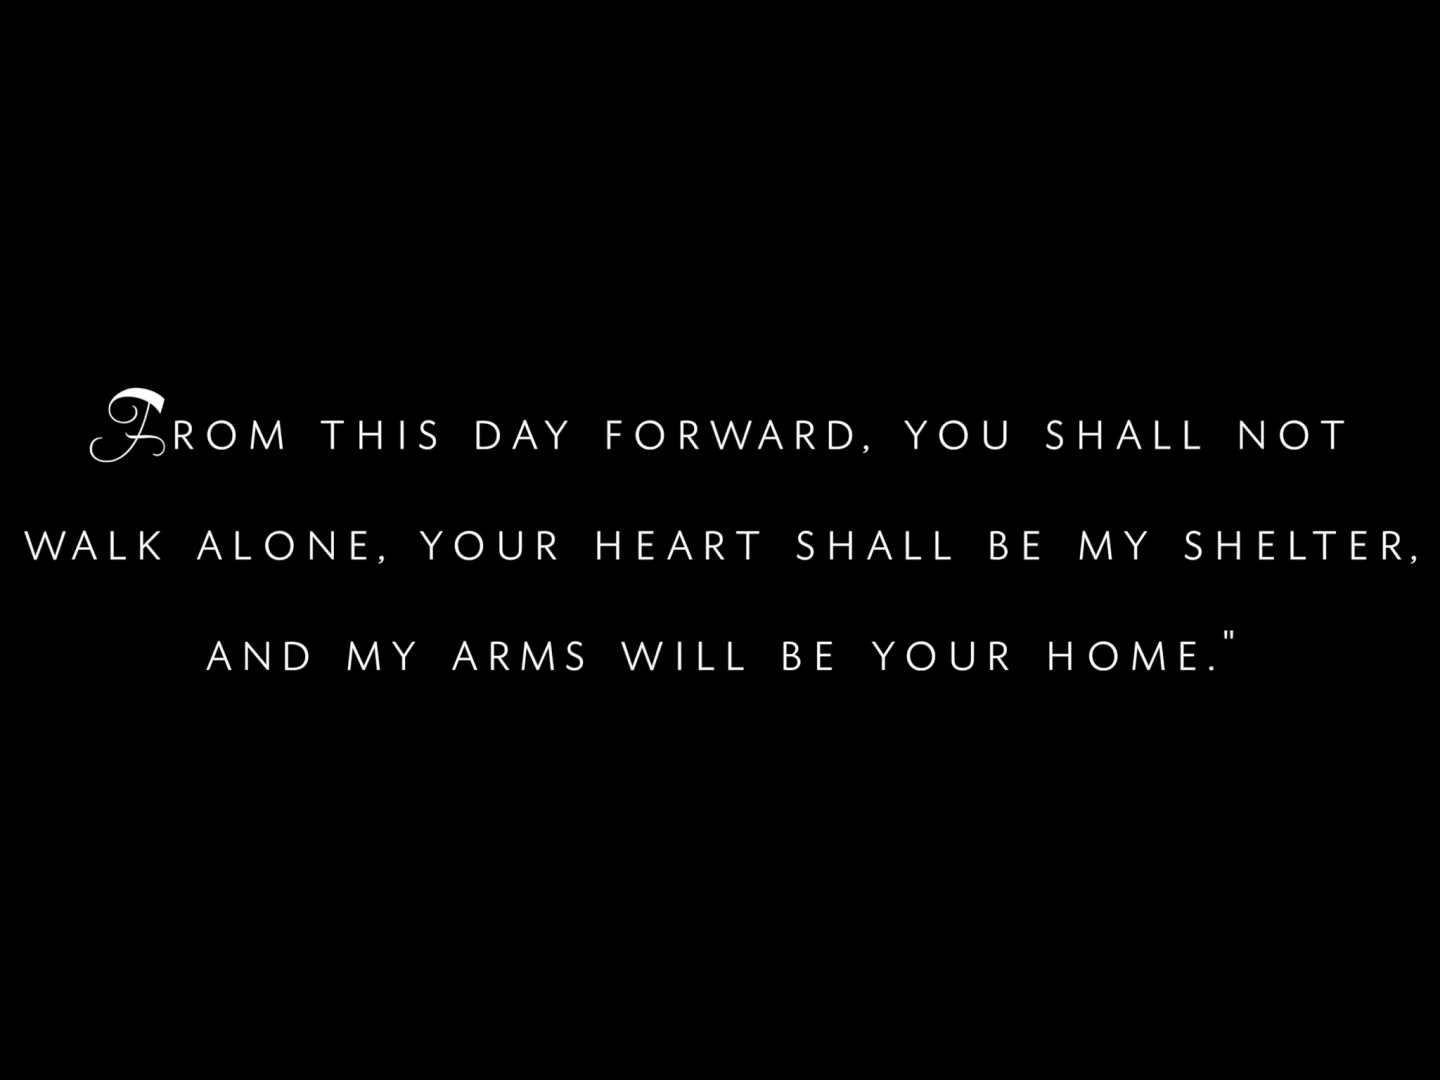 FROM THIS DAY FORWARD, YOU SHALL NOT
WALK ALONE, YOUR HEART SHALL BE MY SHELTER,
AND MY ARMS WILL BE YOUR HOME."